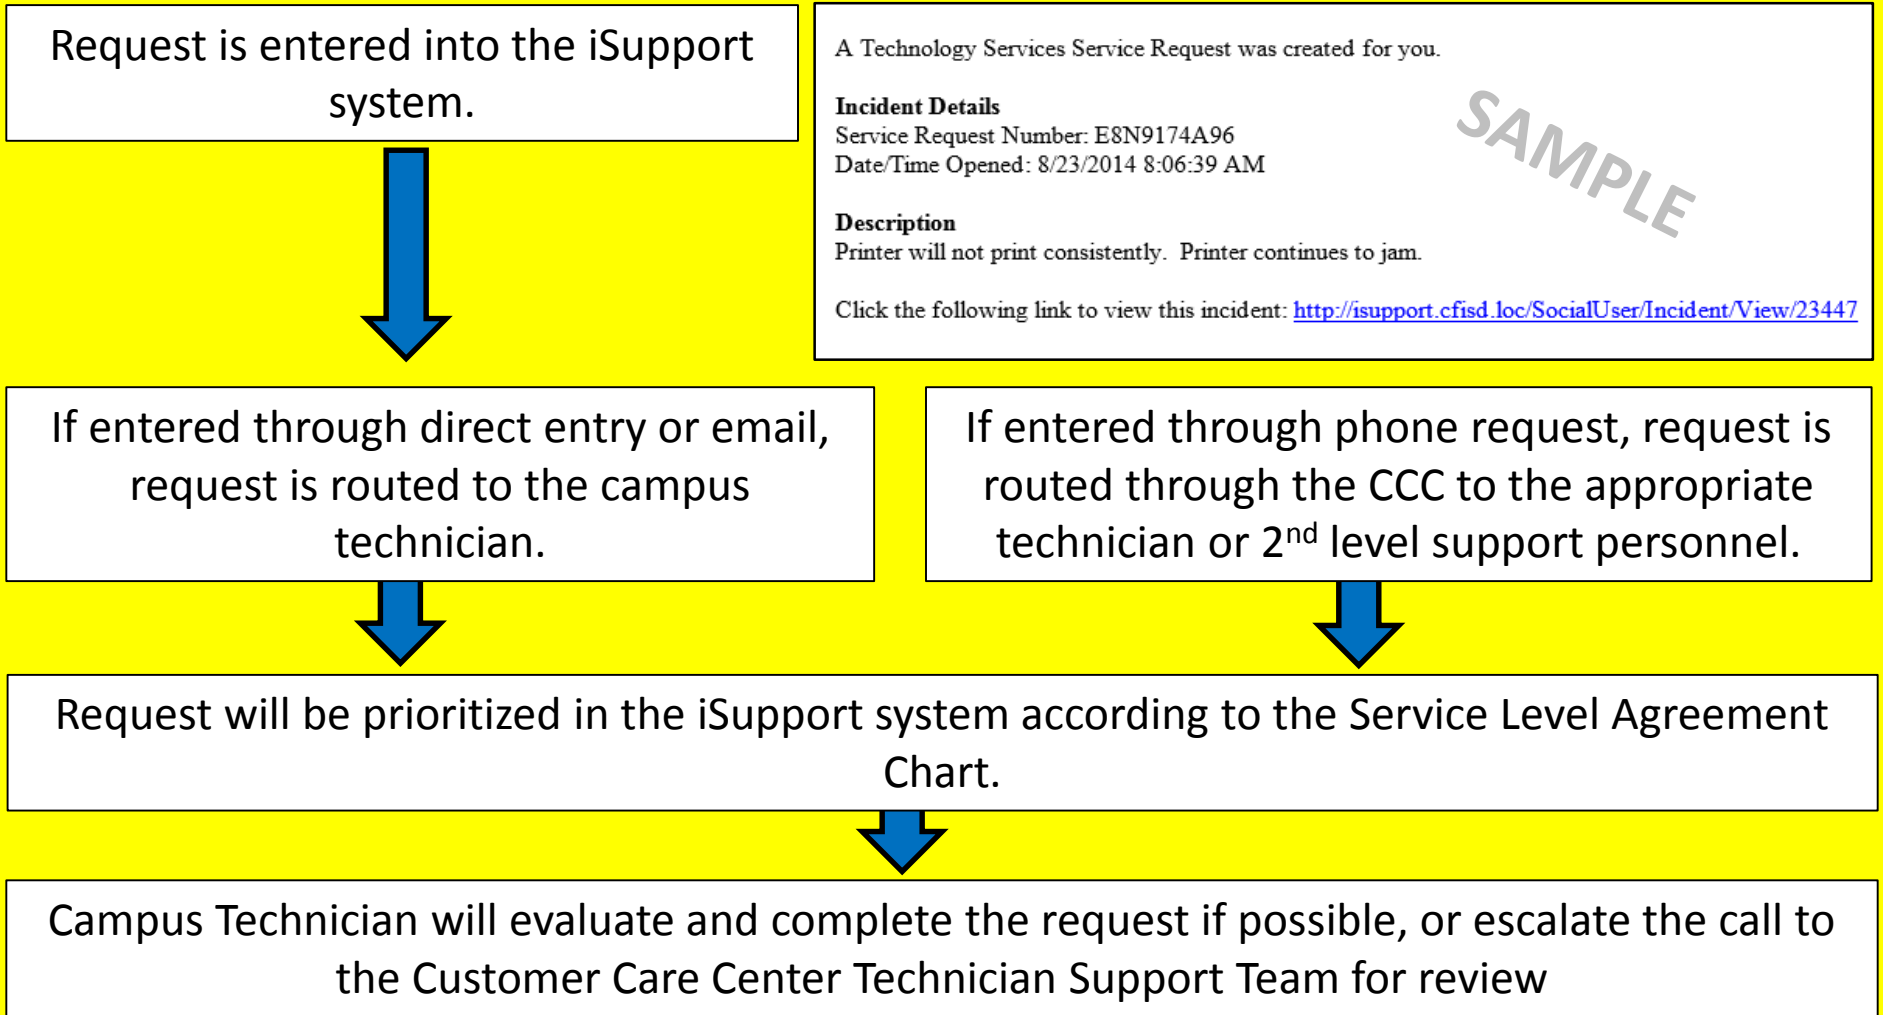 Request is entered into the iSupport
system.
A Technology Services Service Request was created for you.
Incident Details
Service Request Number: E8N9174A96
Date/Time Opened: 8/23/2014 8:06:39 AM
Description
Printer will not print consistently.  Printer continues to jam.
Click the following link to view this incident: http://isupport.cfisd.loc/SocialUser/Incident/View/23447
SAMPLE
If entered through direct entry or email,
request is routed to the campus
technician.
If entered through phone request, request is
routed through the CCC to the appropriate
technician or 2nd level support personnel.
Request will be prioritized in the iSupport system according to the Service Level Agreement
Chart.
Campus Technician will evaluate and complete the request if possible, or escalate the call to
the Customer Care Center Technician Support Team for review